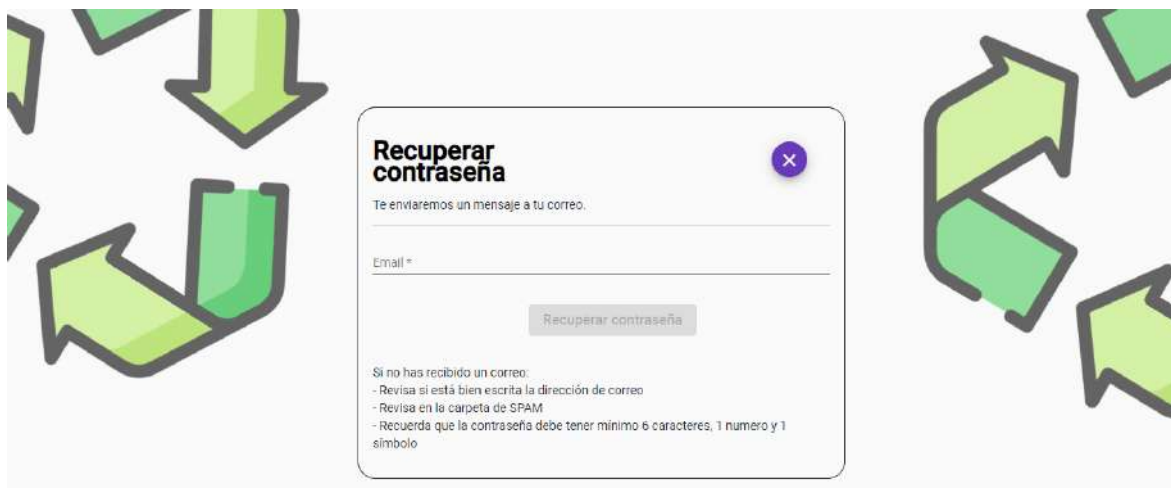 Recuperar
contraseña
Te enviaremos un mensaje a tu correo.
Email *
Recuperar contraseña
Si no has recibido un correo:
- Revisa si está bien escrita la dirección de correo
- Revisa en la carpeta de SPAM
- Recuerda que la contraseña debe tener mínimo 6 caracteres, 1 numero y 1
símbolo